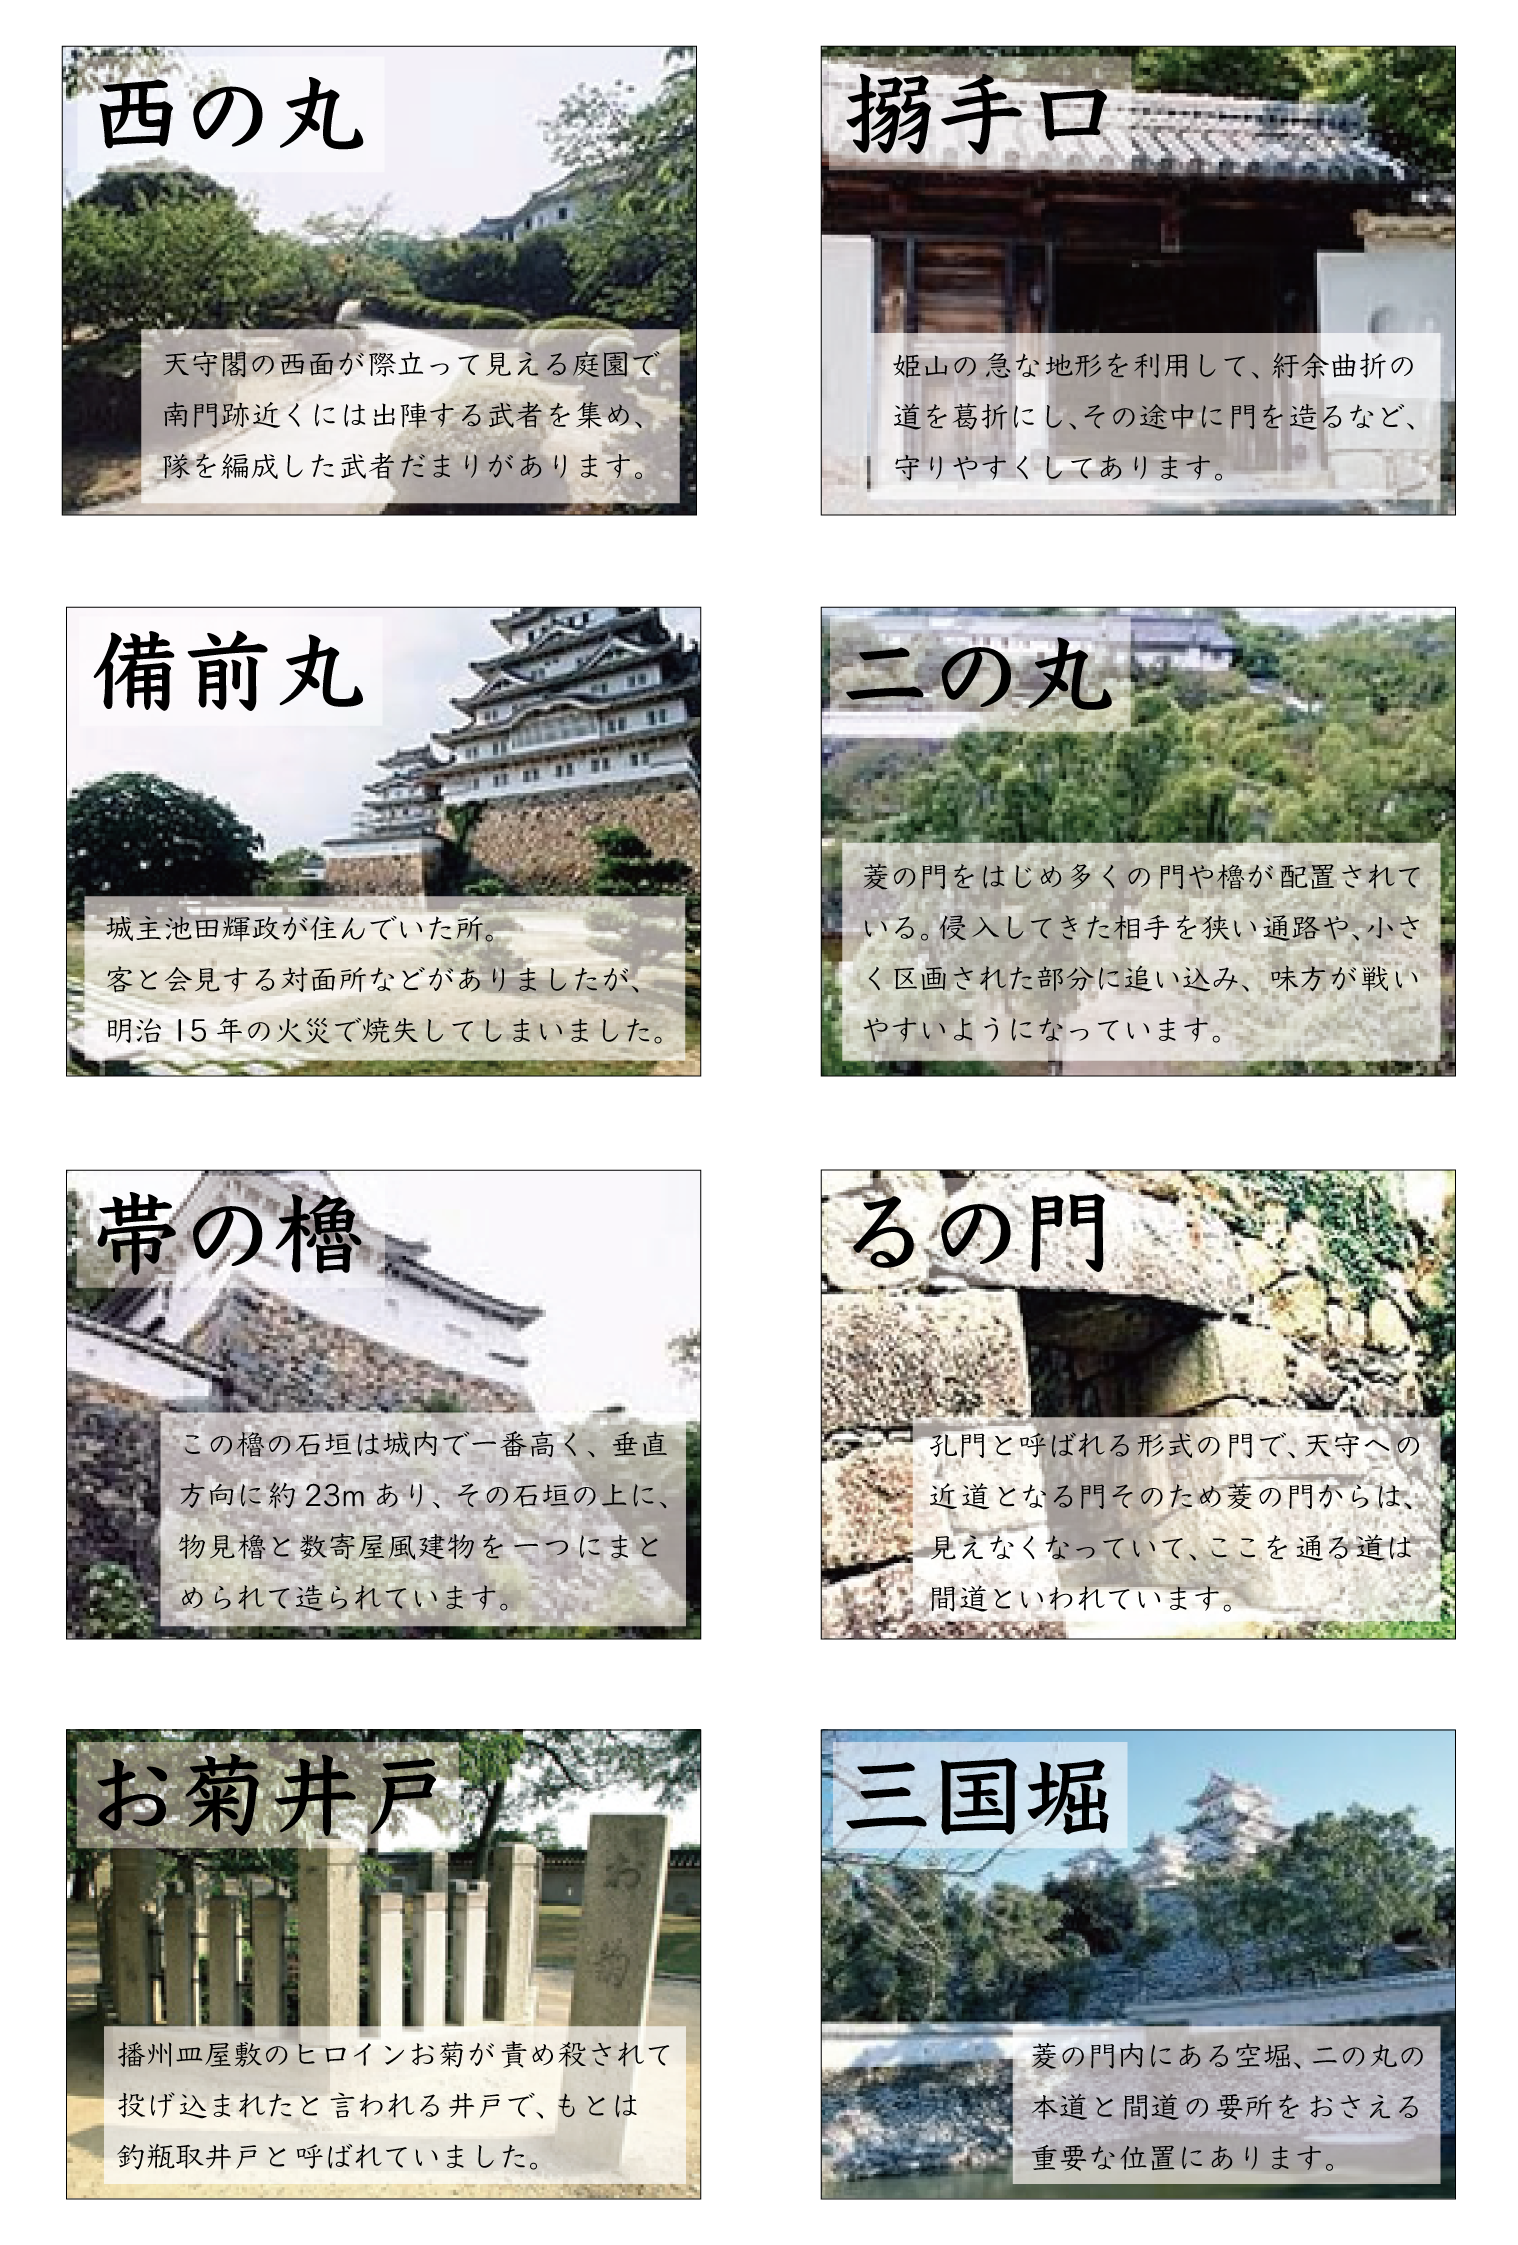 西の丸
天守閣の西面が際立って見える庭園で
南門跡近くには出陣する武者を集め、
隊を編成した武者だまりがあります。
搦手口
姫山の急な地形を利用して、紆余曲折の
道を葛折にし、その途中に門を造るなど、
守りやすくしてあります。
備前丸
城主池田輝政が住んでいた所。
客と会見する対面所などがありましたが、
明治15年の火災で焼失してしまいました。
二の丸
菱の門をはじめ多くの門や櫓が配置されて
いる。侵入してきた相手を狭い通路や、小さ
く区画された部分に追い込み、味方が戦い
やすいようになっています。
帯の櫓
この櫓の石垣は城内で一番高く、垂直
方向に約23mあり、その石垣の上に、
物見櫓と数寄屋風建物を一つにまと
められて造られています。
るの門
孔門と呼ばれる形式の門で、天守への
近道となる門そのため菱の門からは、
見えなくなっていて、ここを通る道は
間道といわれています。
お菊井戸
お菊
播州皿屋敷のヒロインお菊が責め殺されて
投げ込まれたと言われる井戸で、もとは
釣瓶取井戸と呼ばれていました。
三国堀
菱の門内にある空堀、二の丸の
本道と間道の要所をおさえる
重要な位置にあります。